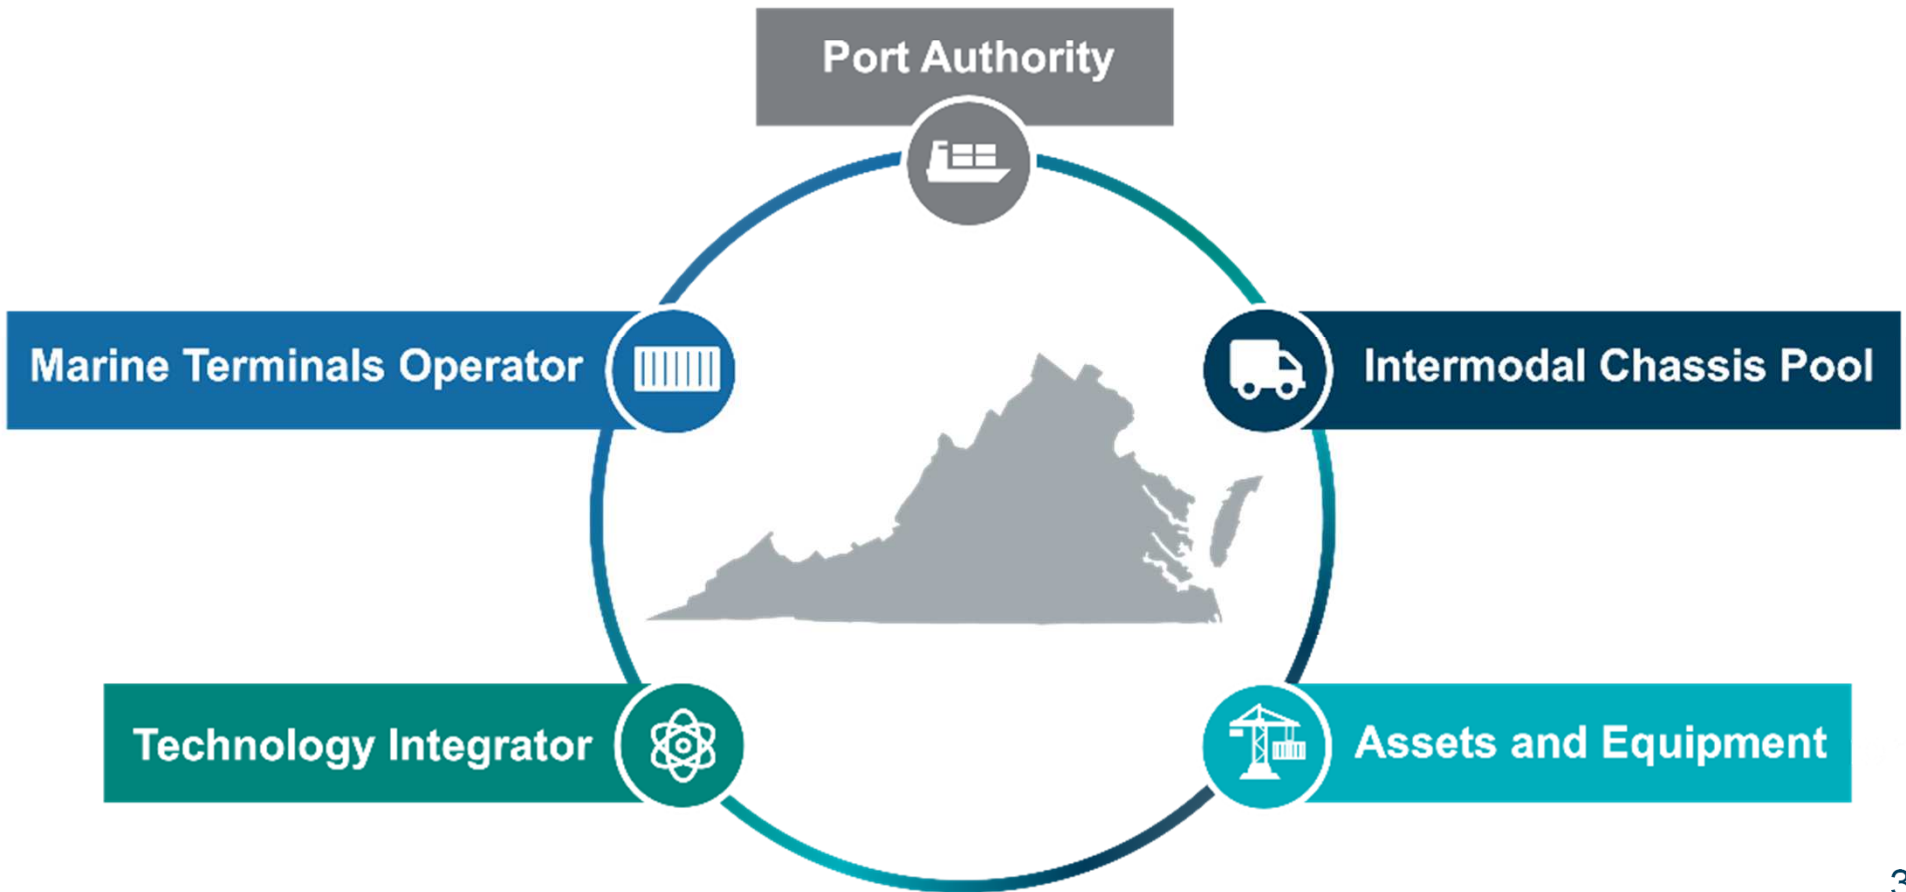 Port Authority
Marine Terminals Operator
Intermodal Chassis Pool
Technology Integrator
Assets and Equipment
3